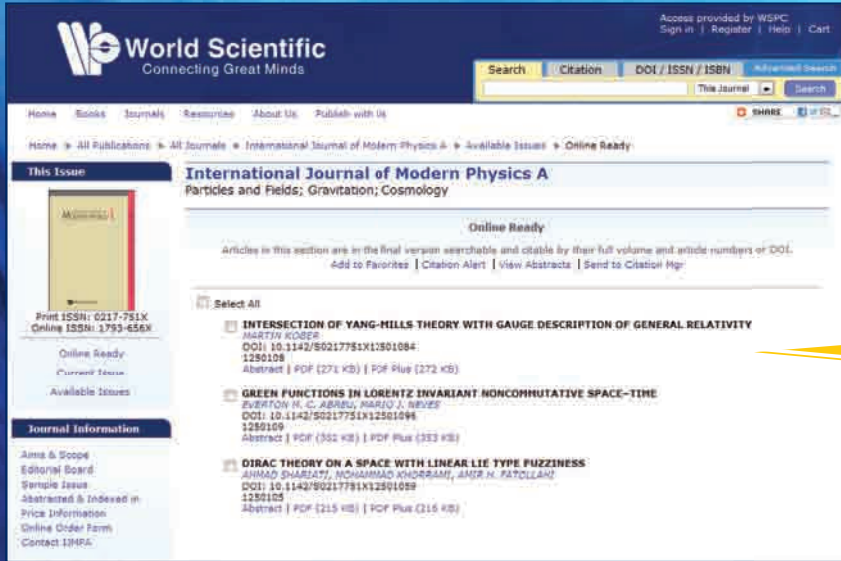 Access provided by WSPC
Sign in | Register | Help | Cart
World Scientific
Connecting Great Minds
Search Citation DOI / ISSN / ISBN Advanced Search
This Journal Search
Home Books Journals Resources About Us Publish with Us
SHARE
Home All Publications All Journals International Journal of Modern Physics A Available Issues Online Ready
This Issue
Print ISSN: 0217-751X
Online ISSN: 1793-656X
Online Ready
Current Issue
Available Issues
Journal Information
Aims & Scope
Editorial Board
Sample Issue
Abstracted & Indexed in
Price Information
Online Order Form
Contact IJMPA
International Journal of Modern Physics A
Particles and Fields; Gravitation; Cosmology
Online Ready
Articles in this section are in the final version searchable and citable by their full volume and article numbers or DOI.
Add to Favorites | Citation Alert | View Abstracts | Send to Citation Mgr
Select All
INTERSECTION OF YANG-MILLS THEORY WITH GAUGE DESCRIPTION OF GENERAL RELATIVITY
MARTIN KOBER
DOI: 10.1142/S0217751X12501084
1250108
Abstract | PDF (271 KB) | PDF Plus (272 KB)
GREEN FUNCTIONS IN LORENTZ INVARIANT NONCOMMUTATIVE SPACE–TIME
EVERTON M. C. ABREU, MARIO J. NEVES
DOI: 10.1142/S0217751X12501096
1250109
Abstract | PDF (352 KB) | PDF Plus (353 KB)
DIRAC THEORY ON A SPACE WITH LINEAR LIE TYPE FUZZINESS
AHMAD SHARIATI, MOHAMMAD KHORRAMI, AMIR H. FATOLLAHI
DOI: 10.1142/S0217751X12501059
1250105
Abstract | PDF (215 KB) | PDF Plus (216 KB)